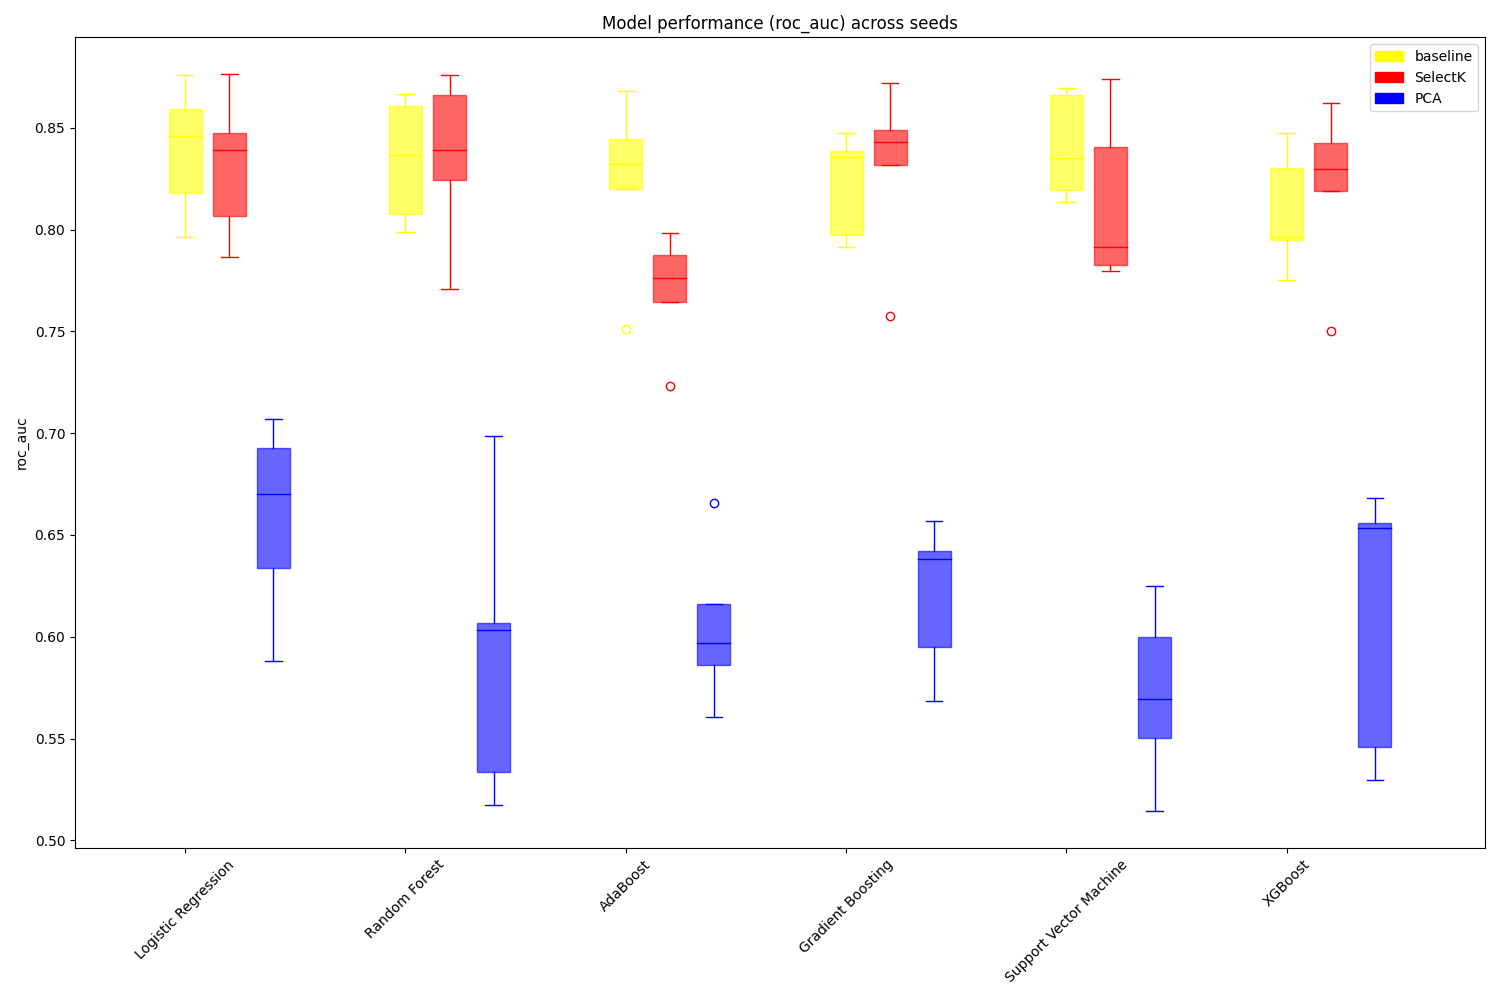 Model performance (roc_auc) across seeds
baseline
SelectK
PCA
roc_auc
0.85
0.80
0.75
0.70
0.65
0.60
0.55
0.50
Logistic Regression
Random Forest
AdaBoost
Gradient Boosting
Support Vector Machine
XGBoost